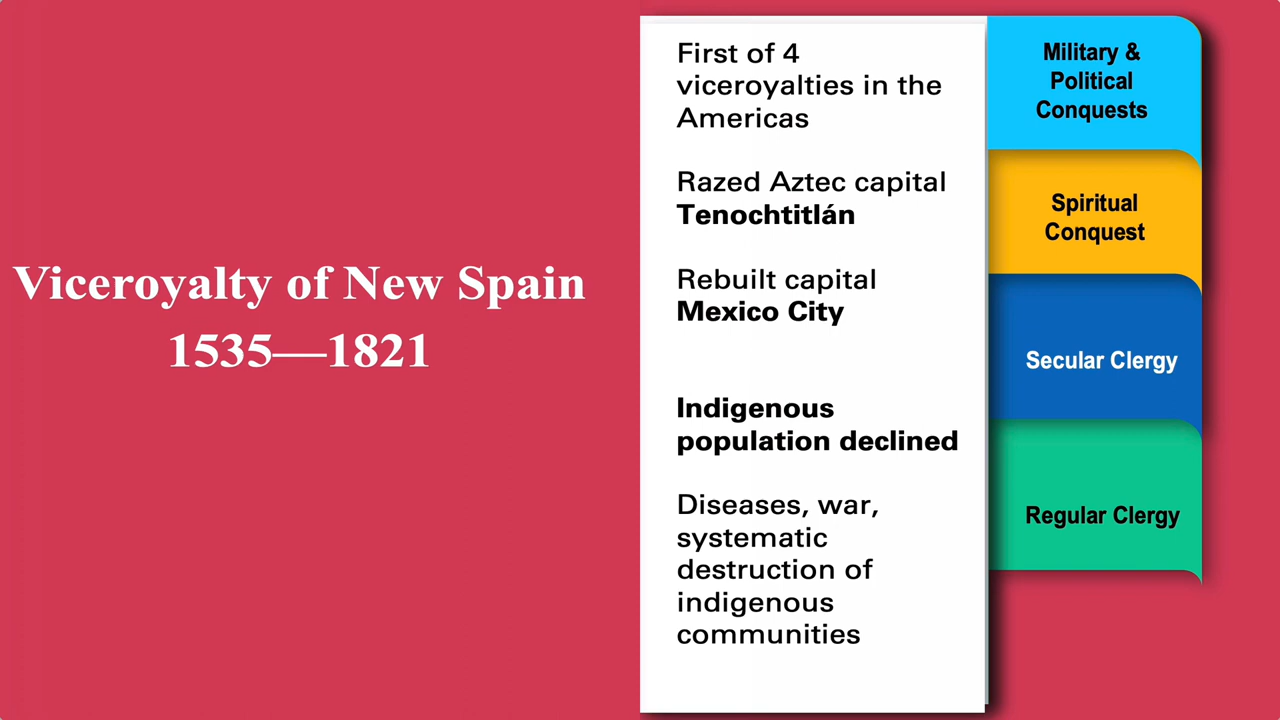 Viceroyalty of New Spain
1535—1821
First of 4
viceroyalties in the
Americas
Razed Aztec capital
Tenochtitlán
Rebuilt capital
Mexico City
Indigenous
population declined
Diseases, war,
systematic
destruction of
indigenous
communities
Military &
Political
Conquests
Spiritual
Conquest
Secular Clergy
Regular Clergy